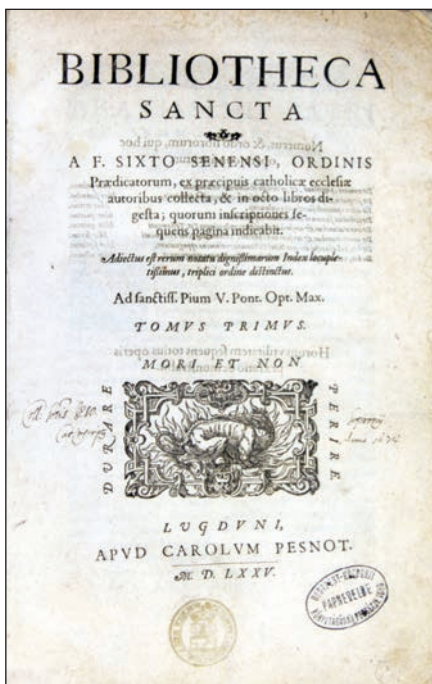 BIBLIOTHECA
SANCTA
A F. SIXTO SENENSI, ORDINIS
Prædicatorum, ex præcipuis catholicæ ecclesiæ
autoribus collecta, & in octo libros di-
gesta; quorum inscriptiones se-
quens pagina indicabit.
Adiectus est rerum notatu dignissimarum Index locuple-
tissimus, triplici ordine distinctus.
Ad sanctiss. Pium V. Pont. Opt. Max.
TOMVS PRIMVS.
MORI ET NON
DVRARE
PERIRE
LVGDVNI,
APVD CAROLVM PESNOT.
M. D. LXXV.
PAPNEVELDE